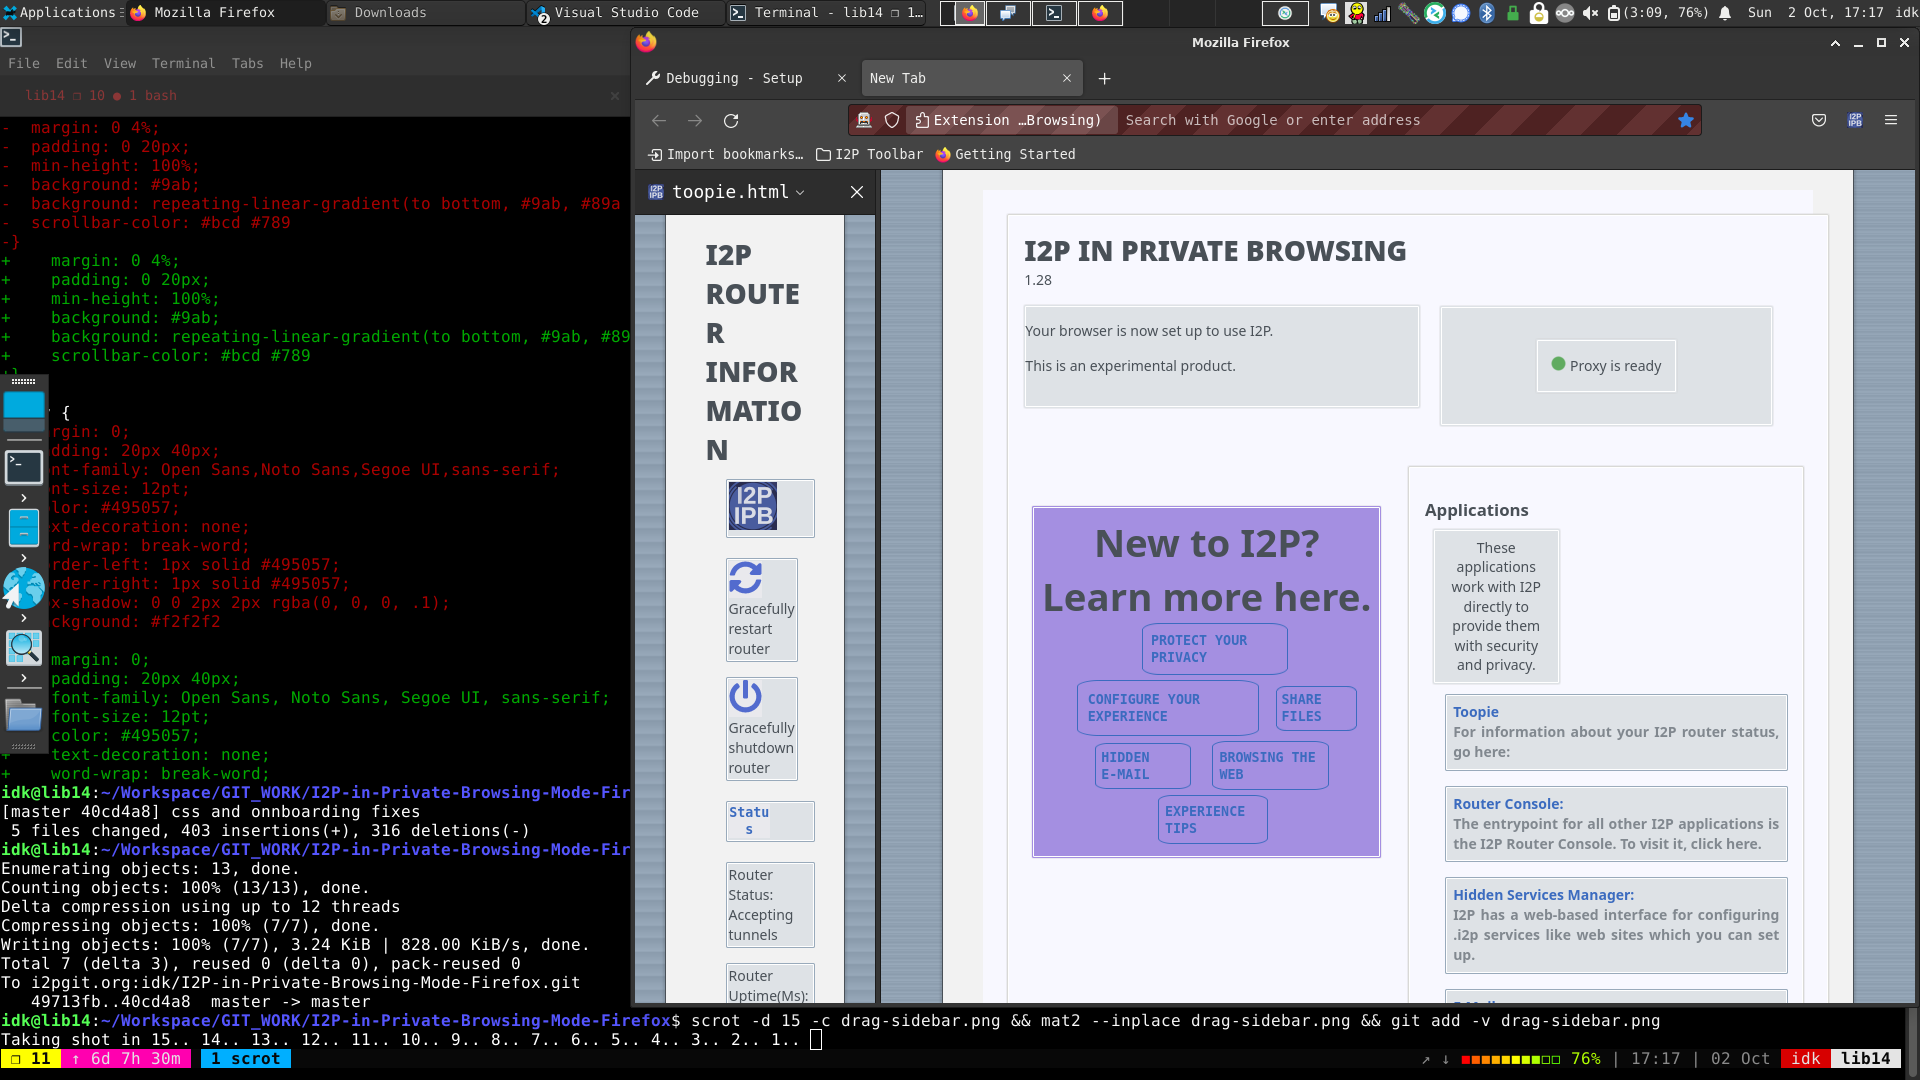 Applications
Mozilla Firefox
Downloads
Visual Studio Code
Terminal - lib14 ❐ 1...
(3:09, 76%)
Sun 2 Oct, 17:17 idk
File Edit View Terminal Tabs Help
lib14 ❐ 10 ● 1 bash
- margin: 0 4%;
- padding: 0 20px;
- min-height: 100%;
- background: #9ab;
- background: repeating-linear-gradient(to bottom, #9ab, #89a
- scrollbar-color: #bcd #789
-}
+ margin: 0 4%;
+ padding: 0 20px;
+ min-height: 100%;
+ background: #9ab;
+ background: repeating-linear-gradient(to bottom, #9ab, #89
+ scrollbar-color: #bcd #789
{
rgin: 0;
dding: 20px 40px;
nt-family: Open Sans,Noto Sans,Segoe UI,sans-serif;
nt-size: 12pt;
lor: #495057;
xt-decoration: none;
rd-wrap: break-word;
rder-left: 1px solid #495057;
rder-right: 1px solid #495057;
x-shadow: 0 0 2px 2px rgba(0, 0, 0, .1);
ckground: #f2f2f2
margin: 0;
padding: 20px 40px;
font-family: Open Sans, Noto Sans, Segoe UI, sans-serif;
font-size: 12pt;
color: #495057;
+ text-decoration: none;
+ word-wrap: break-word;
idk@lib14:~/Workspace/GIT_WORK/I2P-in-Private-Browsing-Mode-Fir
[master 40cd4a8] css and onnboarding fixes
5 files changed, 403 insertions(+), 316 deletions(-)
idk@lib14:~/Workspace/GIT_WORK/I2P-in-Private-Browsing-Mode-Fir
Enumerating objects: 13, done.
Counting objects: 100% (13/13), done.
Delta compression using up to 12 threads
Compressing objects: 100% (7/7), done.
Writing objects: 100% (7/7), 3.24 KiB | 828.00 KiB/s, done.
Total 7 (delta 3), reused 0 (delta 0), pack-reused 0
To i2pgit.org:idk/I2P-in-Private-Browsing-Mode-Firefox.git
49713fb..40cd4a8 master -> master
idk@lib14:~/Workspace/GIT_WORK/I2P-in-Private-Browsing-Mode-Firefox$ scrot -d 15 -c drag-sidebar.png && mat2 --inplace drag-sidebar.png && git add -v drag-sidebar.png
Taking shot in 15.. 14.. 13.. 12.. 11.. 10.. 9.. 8.. 7.. 6.. 5.. 4.. 3.. 2.. 1..
❐ 11 ↑ 6d 7h 30m 1 scrot
↗ ↓ 76% | 17:17 | 02 Oct idk lib14
Mozilla Firefox
Debugging - Setup
New Tab
Extension …Browsing)
Search with Google or enter address
Import bookmarks…
I2P Toolbar
Getting Started
toopie.html
I2P
ROUTE
R
INFOR
MATIO
N
I2P
IPB
Gracefully
restart
router
Gracefully
shutdown
router
Statu
s
Router
Status:
Accepting
tunnels
Router
Uptime(Ms):
I2P IN PRIVATE BROWSING
1.28
Your browser is now set up to use I2P.
This is an experimental product.
Proxy is ready
New to I2P?
Learn more here.
PROTECT YOUR
PRIVACY
CONFIGURE YOUR
EXPERIENCE
SHARE
FILES
HIDDEN
E-MAIL
BROWSING THE
WEB
EXPERIENCE
TIPS
Applications
These
applications
work with I2P
directly to
provide them
with security
and privacy.
Toopie
For information about your I2P router status,
go here:
Router Console:
The entrypoint for all other I2P applications is
the I2P Router Console. To visit it, click here.
Hidden Services Manager:
I2P has a web-based interface for configuring
.i2p services like web sites which you can set
up.